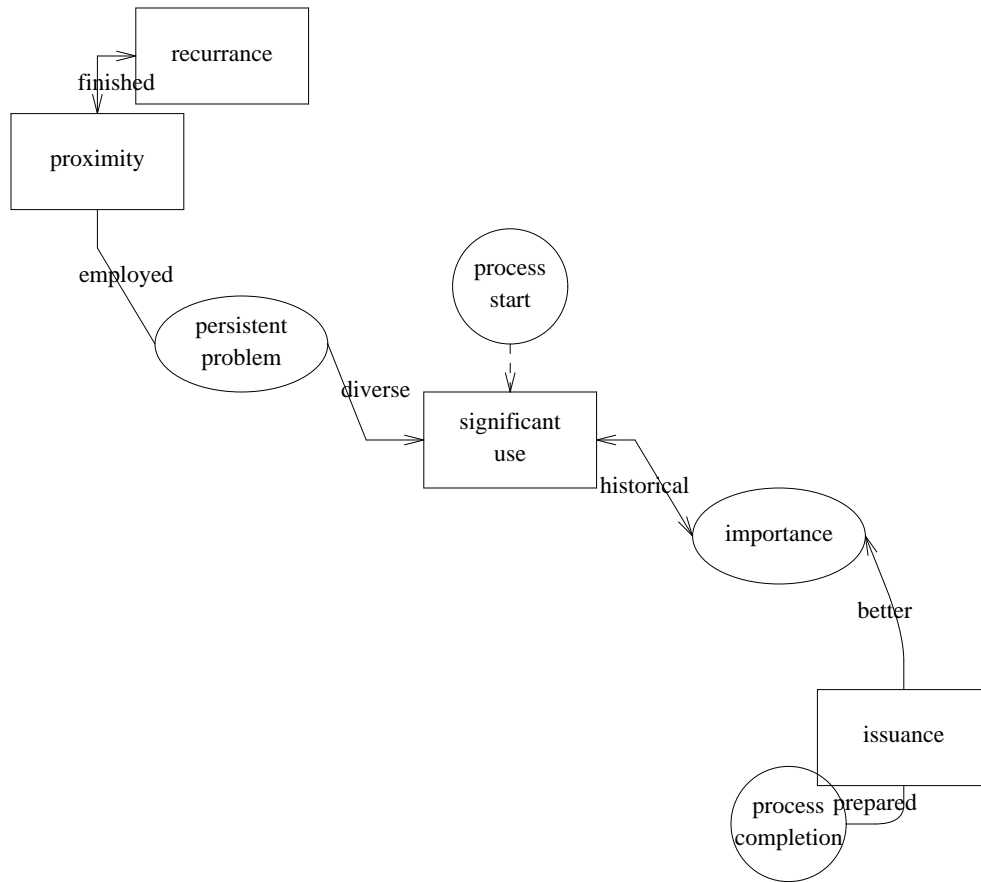 recurrance
finished
proximity
employed
process
start
persistent
problem
diverse
significant
use
historical
importance
better
issuance
prepared
process
completion